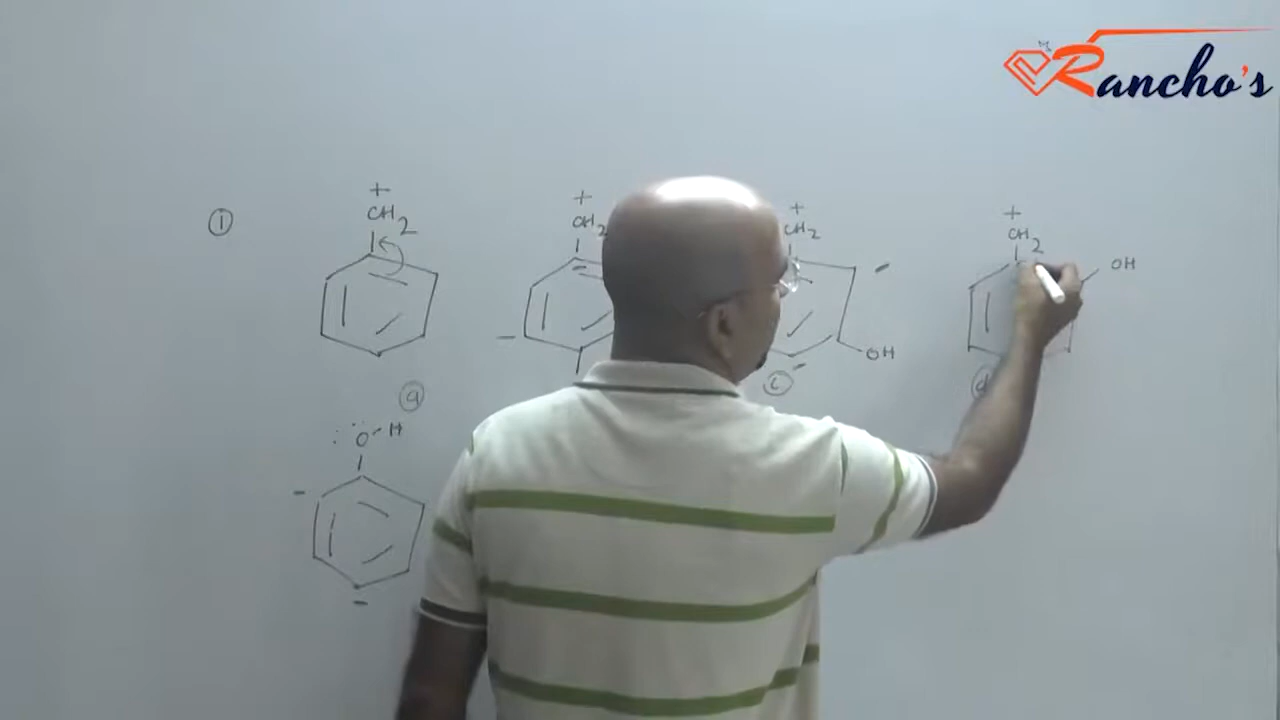 Rancho's
①
+
CH2
+
CH2
+
CH2
+
CH2
OH
OH
a
c
d
:Ö-H